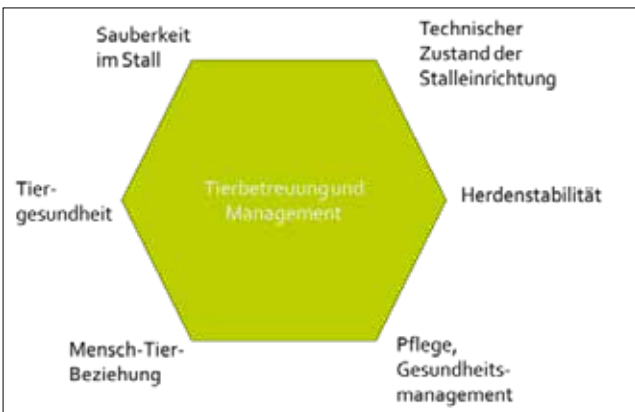 Sauberkeit
im Stall
Technischer
Zustand der
Stalleinrichtung
Tier-
gesundheit
Tierbetreuung und
Management
Herdenstabilität
Mensch-Tier-
Beziehung
Pflege,
Gesundheits-
management